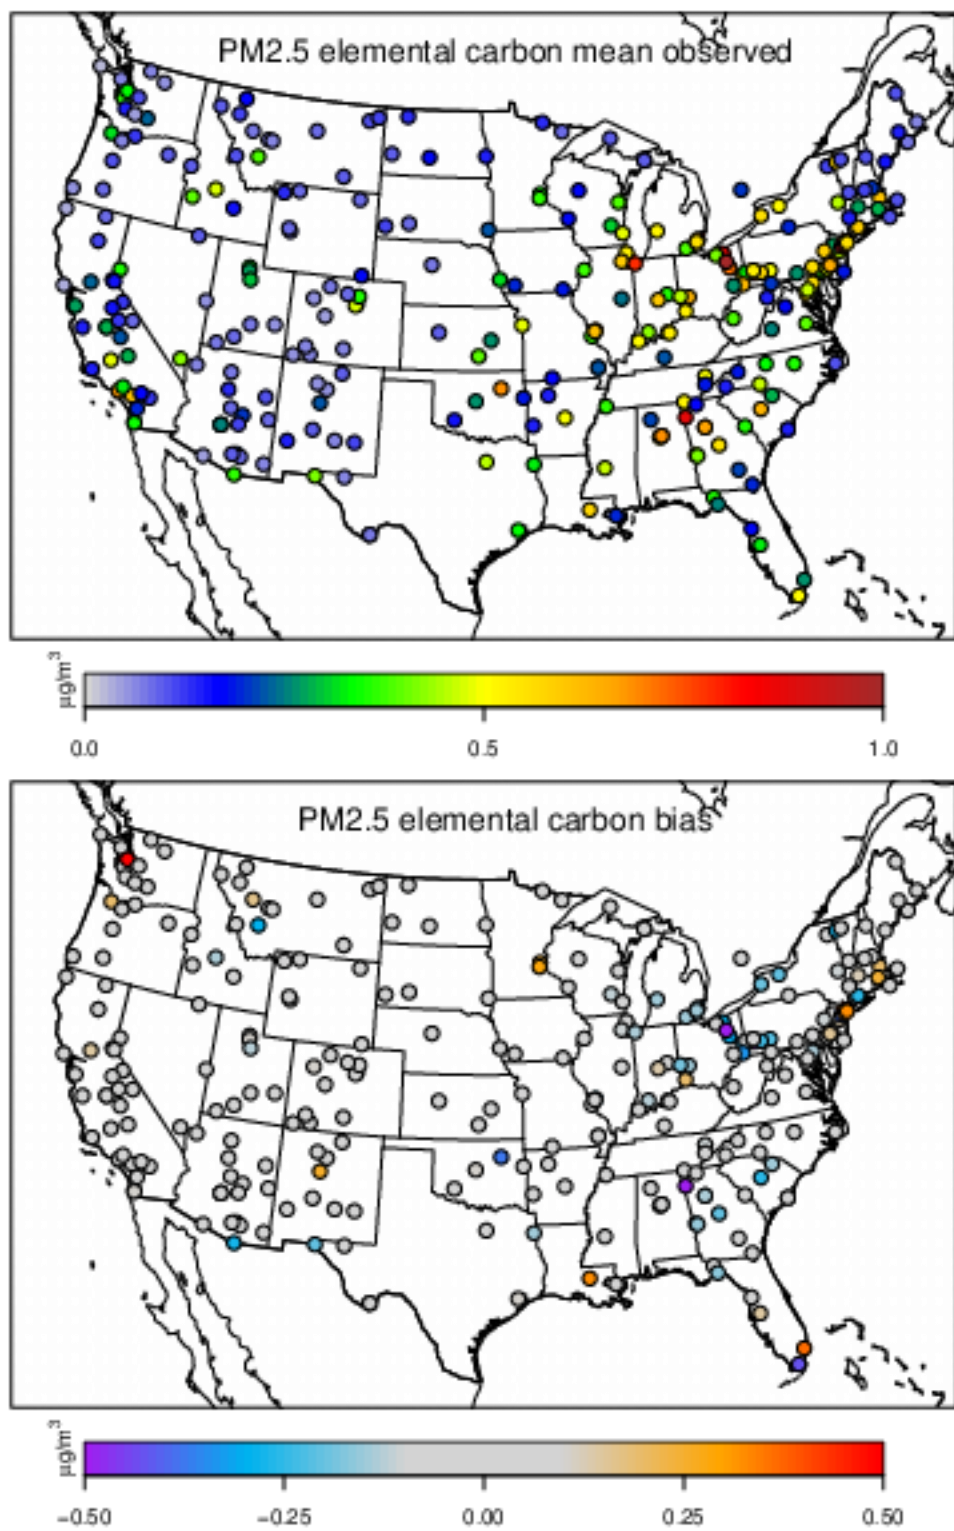 PM2.5 elemental carbon mean observed
µg/m³
0.0 0.5 1.0
PM2.5 elemental carbon bias
µg/m³
−0.50 −0.25 0.00 0.25 0.50